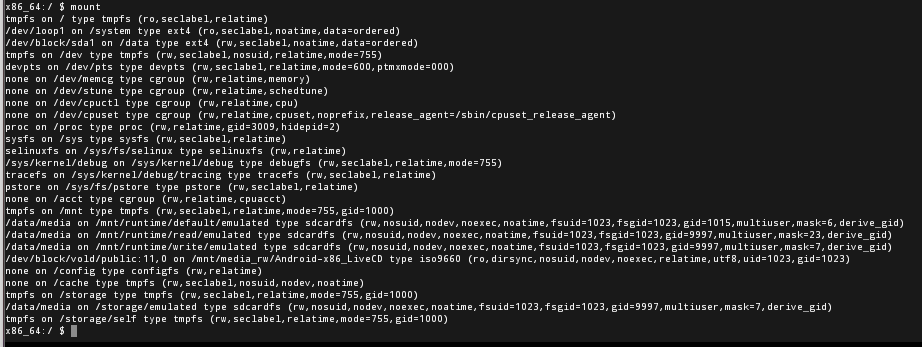 x86_64:/ $ mount
tmpfs on / type tmpfs (ro,seclabel,relatime)
/dev/loop1 on /system type ext4 (ro,seclabel,noatime,data=ordered)
/dev/block/sda1 on /data type ext4 (rw,seclabel,noatime,data=ordered)
tmpfs on /dev type tmpfs (rw,seclabel,nosuid,relatime,mode=755)
devpts on /dev/pts type devpts (rw,seclabel,relatime,mode=600,ptmxmode=000)
none on /dev/memcg type cgroup (rw,relatime,memory)
none on /dev/stune type cgroup (rw,relatime,schedtune)
none on /dev/cpuctl type cgroup (rw,relatime,cpu)
none on /dev/cpuset type cgroup (rw,relatime,cpuset,noprefix,release_agent=/sbin/cpuset_release_agent)
proc on /proc type proc (rw,relatime,gid=3009,hidepid=2)
sysfs on /sys type sysfs (rw,seclabel,relatime)
selinuxfs on /sys/fs/selinux type selinuxfs (rw,relatime)
/sys/kernel/debug on /sys/kernel/debug type debugfs (rw,seclabel,relatime,mode=755)
tracefs on /sys/kernel/debug/tracing type tracefs (rw,seclabel,relatime)
pstore on /sys/fs/pstore type pstore (rw,seclabel,relatime)
none on /acct type cgroup (rw,relatime,cpuacct)
tmpfs on /mnt type tmpfs (rw,seclabel,relatime,mode=755,gid=1000)
/data/media on /mnt/runtime/default/emulated type sdcardfs (rw,nosuid,nodev,noexec,noatime,fsuid=1023,fsgid=1023,gid=1015,multiuser,mask=6,derive_gid)
/data/media on /mnt/runtime/read/emulated type sdcardfs (rw,nosuid,nodev,noexec,noatime,fsuid=1023,fsgid=1023,gid=9997,multiuser,mask=23,derive_gid)
/data/media on /mnt/runtime/write/emulated type sdcardfs (rw,nosuid,nodev,noexec,noatime,fsuid=1023,fsgid=1023,gid=9997,multiuser,mask=7,derive_gid)
/dev/block/vold/public:11,0 on /mnt/media_rw/Android-x86_LiveCD type iso9660 (ro,dirsync,nosuid,nodev,noexec,relatime,utf8,uid=1023,gid=1023)
none on /config type configfs (rw,relatime)
none on /cache type tmpfs (rw,seclabel,nosuid,nodev,noatime)
tmpfs on /storage type tmpfs (rw,seclabel,relatime,mode=755,gid=1000)
/data/media on /storage/emulated type sdcardfs (rw,nosuid,nodev,noexec,noatime,fsuid=1023,fsgid=1023,gid=9997,multiuser,mask=7,derive_gid)
tmpfs on /storage/self type tmpfs (rw,seclabel,relatime,mode=755,gid=1000)
x86_64:/ $